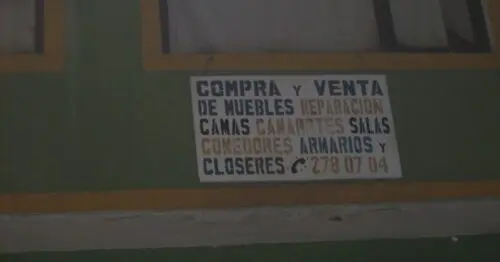 COMPRA Y VENTA
DE MUEBLES REPARACION
CAMAS CAMAROTES SALAS
COMEDORES ARMARIOS Y
CLOSERES 278 07 04